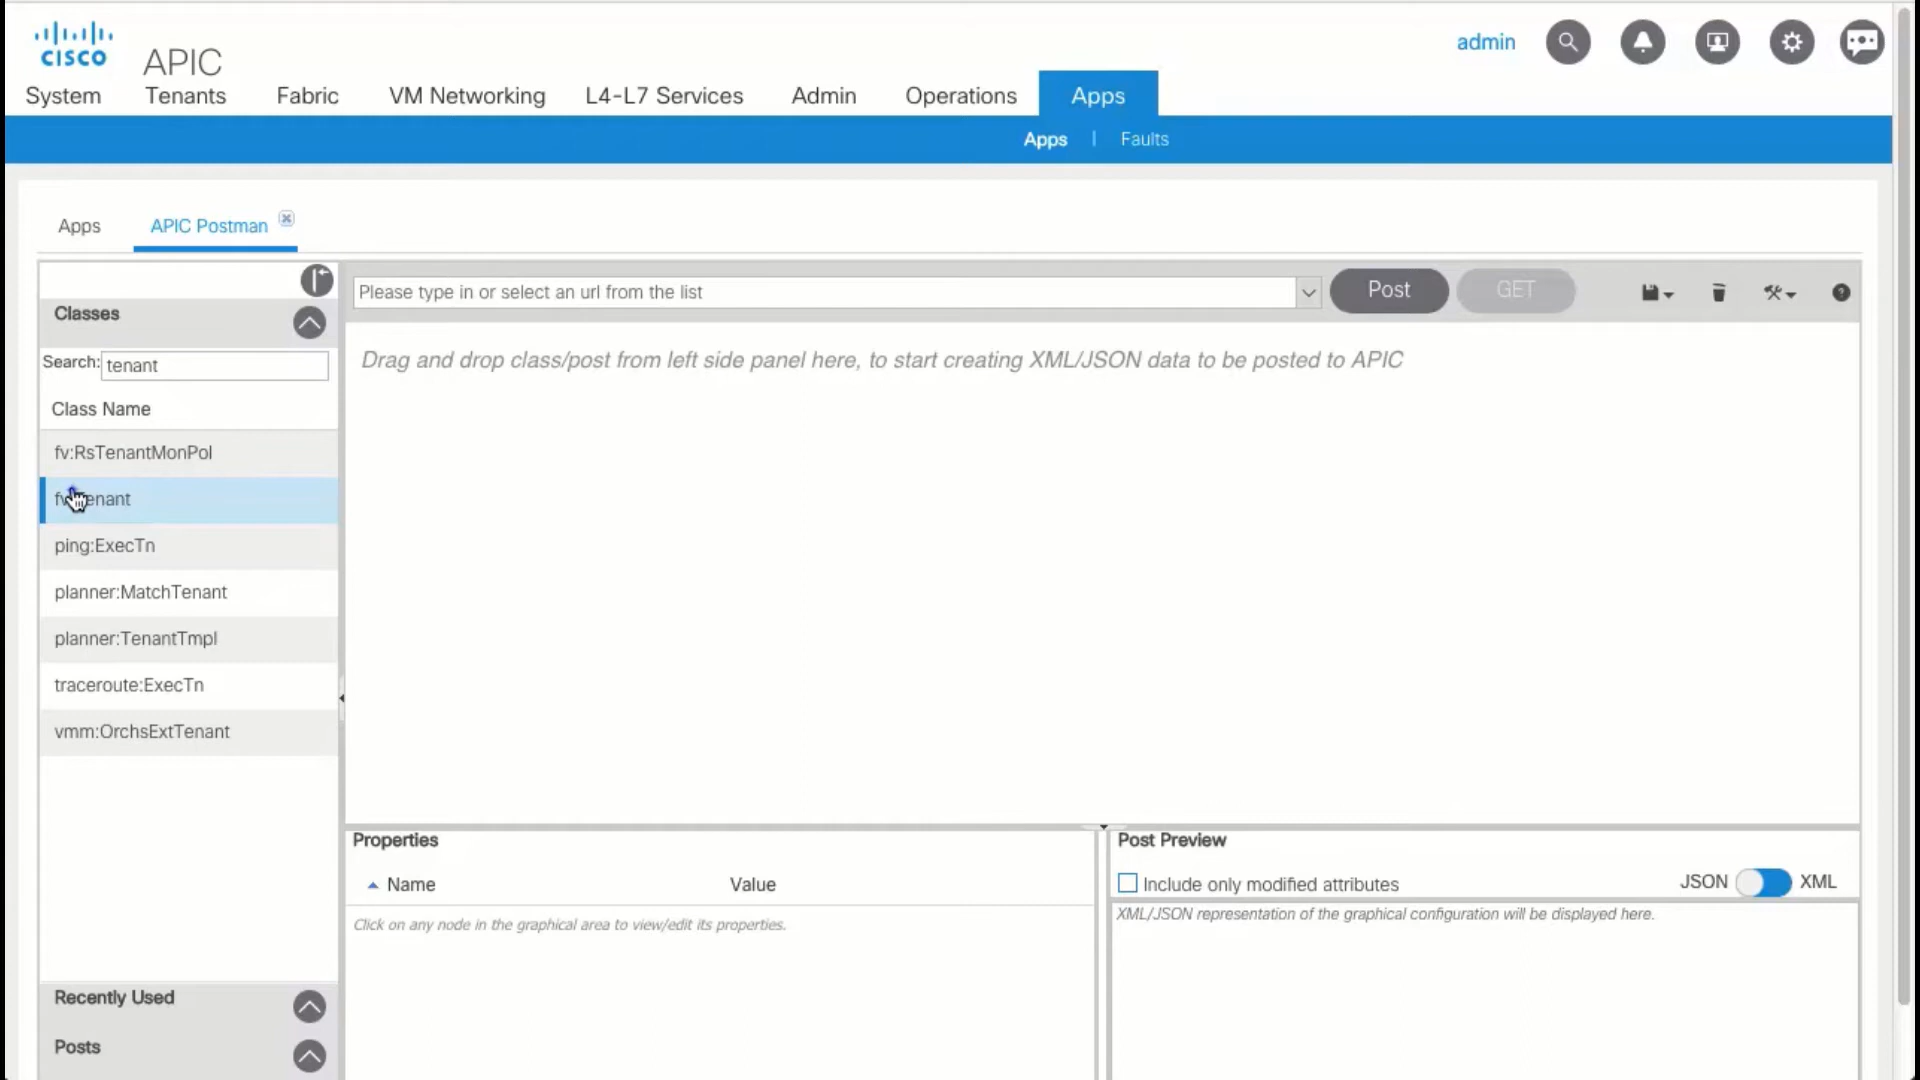 CISCO
APIC
admin
System
Tenants
Fabric
VM Networking
L4-L7 Services
Admin
Operations
Apps
Apps | Faults
Apps
APIC Postman
Classes
Search: tenant
Class Name
fv:RsTenantMonPol
enant
ping:ExecTn
planner:MatchTenant
planner:TenantTmpl
traceroute:ExecTn
vmm:OrchsExtTenant
Recently Used
Posts
Please type in or select an url from the list
Post
GET
Drag and drop class/post from left side panel here, to start creating XML/JSON data to be posted to APIC
Properties
Name
Value
Click on any node in the graphical area to view/edit its properties.
Post Preview
Include only modified attributes
JSON
XML
XML/JSON representation of the graphical configuration will be displayed here.